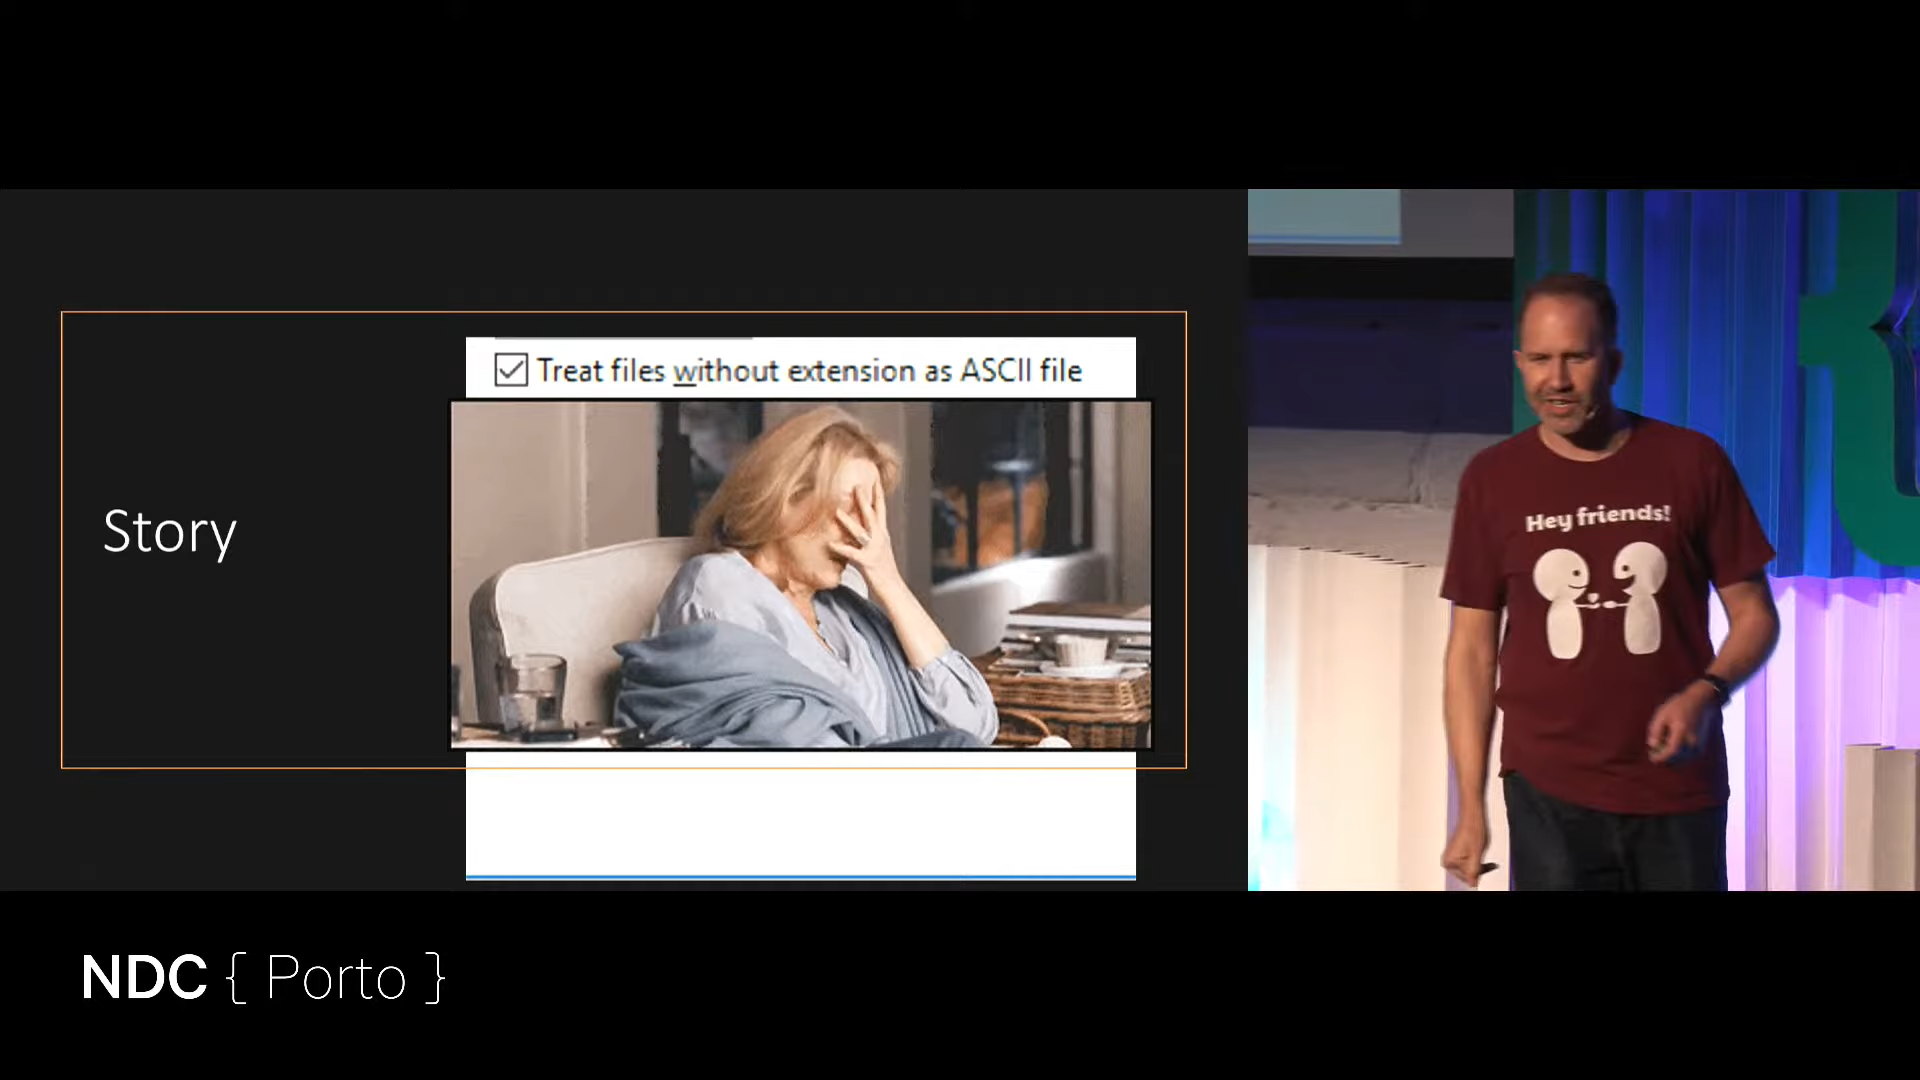 Treat files without extension as ASCII file
Story
Hey friends!
NDC { Porto }